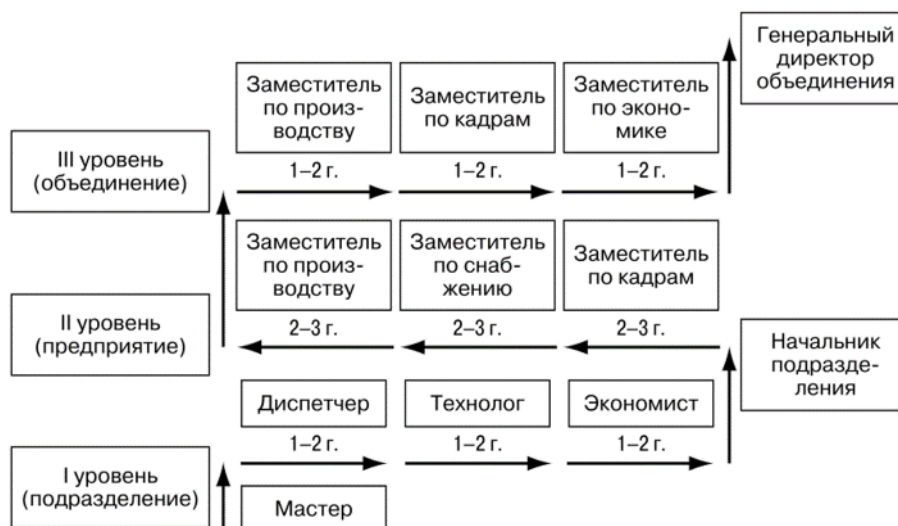 Генеральный
директор
объединения
Заместитель
по произ-
водству
Заместитель
по кадрам
Заместитель
по эконо-
мике
III уровень
(объединение)
1–2 г.
1–2 г.
1–2 г.
Заместитель
по произ-
водству
Заместитель
по снаб-
жению
Заместитель
по кадрам
II уровень
(предприятие)
2–3 г.
2–3 г.
2–3 г.
Начальник
подразде-
ления
Диспетчер
Технолог
Экономист
1–2 г.
1–2 г.
1–2 г.
I уровень
(подразделение)
Мастер